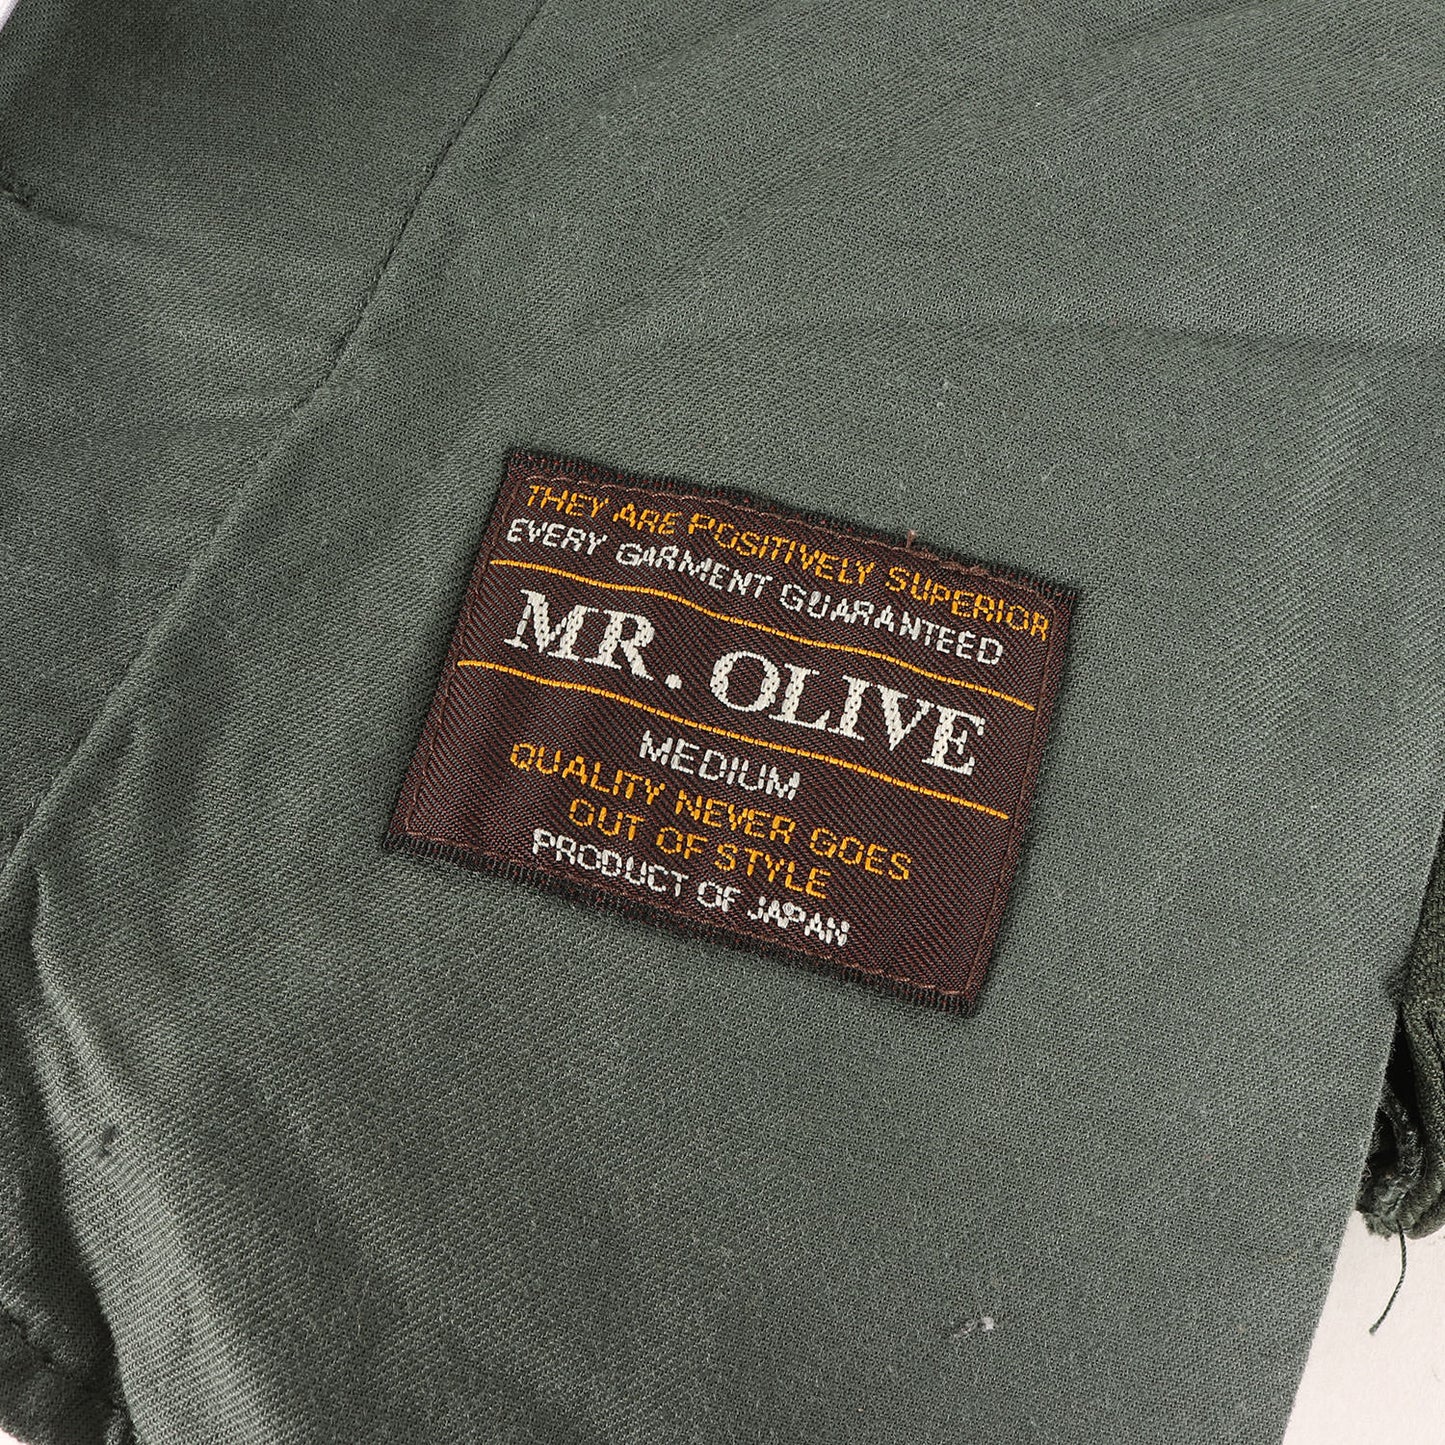 THEY ARE POSITIVELY SUPERIOR
EVERY GARMENT GUARANTEED
MR. OLIVE
MEDIUM
QUALITY NEVER GOES
OUT OF STYLE
PRODUCT OF JAPAN